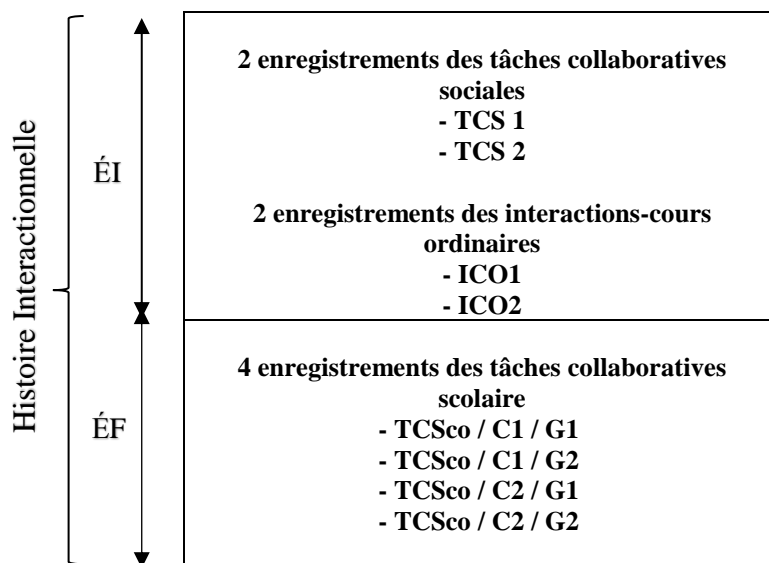 Histoire Interactionnelle
ÉI
2 enregistrements des tâches collaboratives
sociales
- TCS 1
- TCS 2
2 enregistrements des interactions-cours
ordinaires
- ICO1
- ICO2
ÉF
4 enregistrements des tâches collaboratives
scolaire
- TCSco / C1 / G1
- TCSco / C1 / G2
- TCSco / C2 / G1
- TCSco / C2 / G2